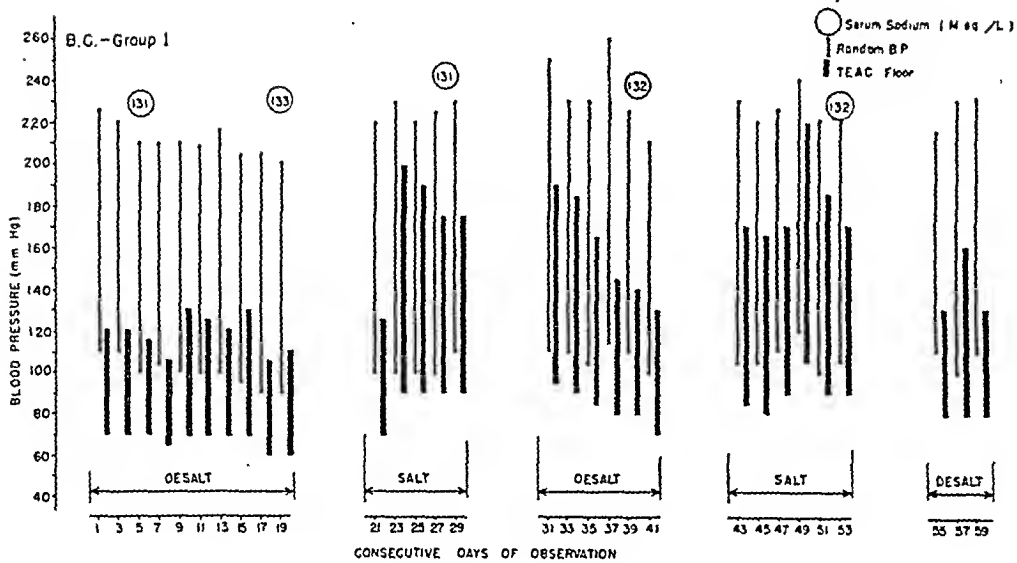 Serum Sodium (M eq /L)
Random B.P
TEAC Floor
B.C.-Group 1
260
240
220
200
180
160
140
120
100
80
60
40
BLOOD PRESSURE (mm Hg)
131
133
131
132
132
DESALT
SALT
DESALT
SALT
DESALT
1 3 5 7 9 11 13 15 17 19
21 23 25 27 29
31 33 35 37 39 41
43 45 47 49 51 53
55 57 59
CONSECUTIVE DAYS OF OBSERVATION